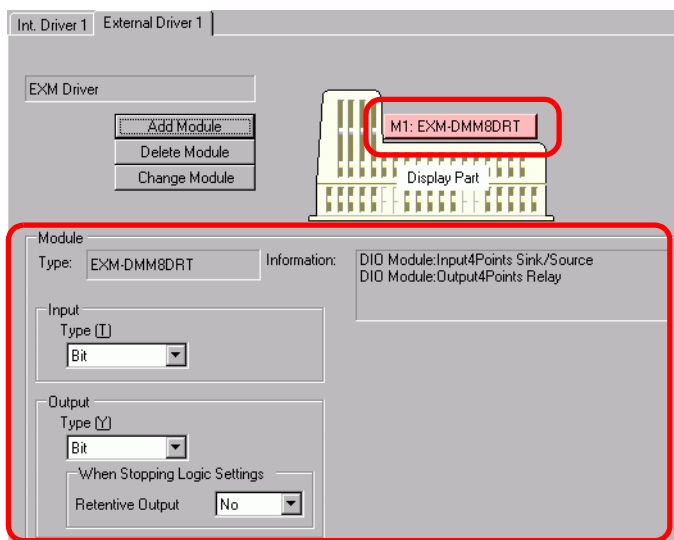 Int. Driver 1 External Driver 1
EXM Driver
Add Module
Delete Module
Change Module
M1: EXM-DMM8DRT
Display Part
Module
Type: EXM-DMM8DRT Information: DIO Module:Input4Points Sink/Source
DIO Module:Output4Points Relay
Input
Type (T)
Bit
Output
Type (Y)
Bit
When Stopping Logic Settings
Retentive Output No